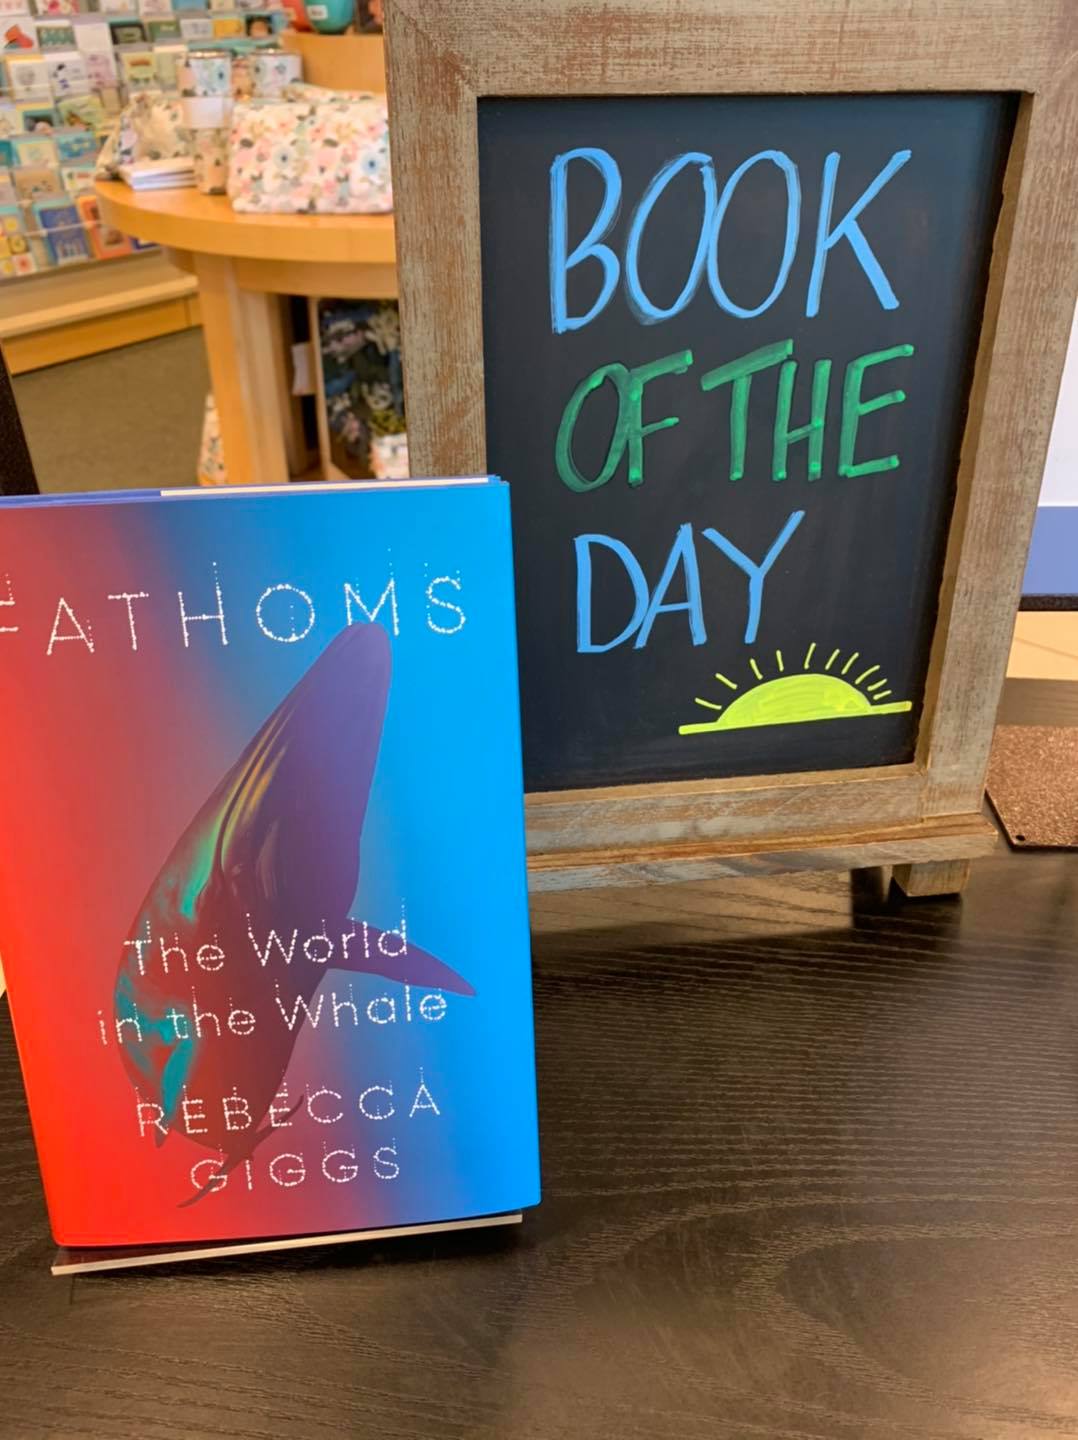 BOOK
OF THE
DAY
FATHOMS
The World
in the Whale
REBECCA
GIGGS